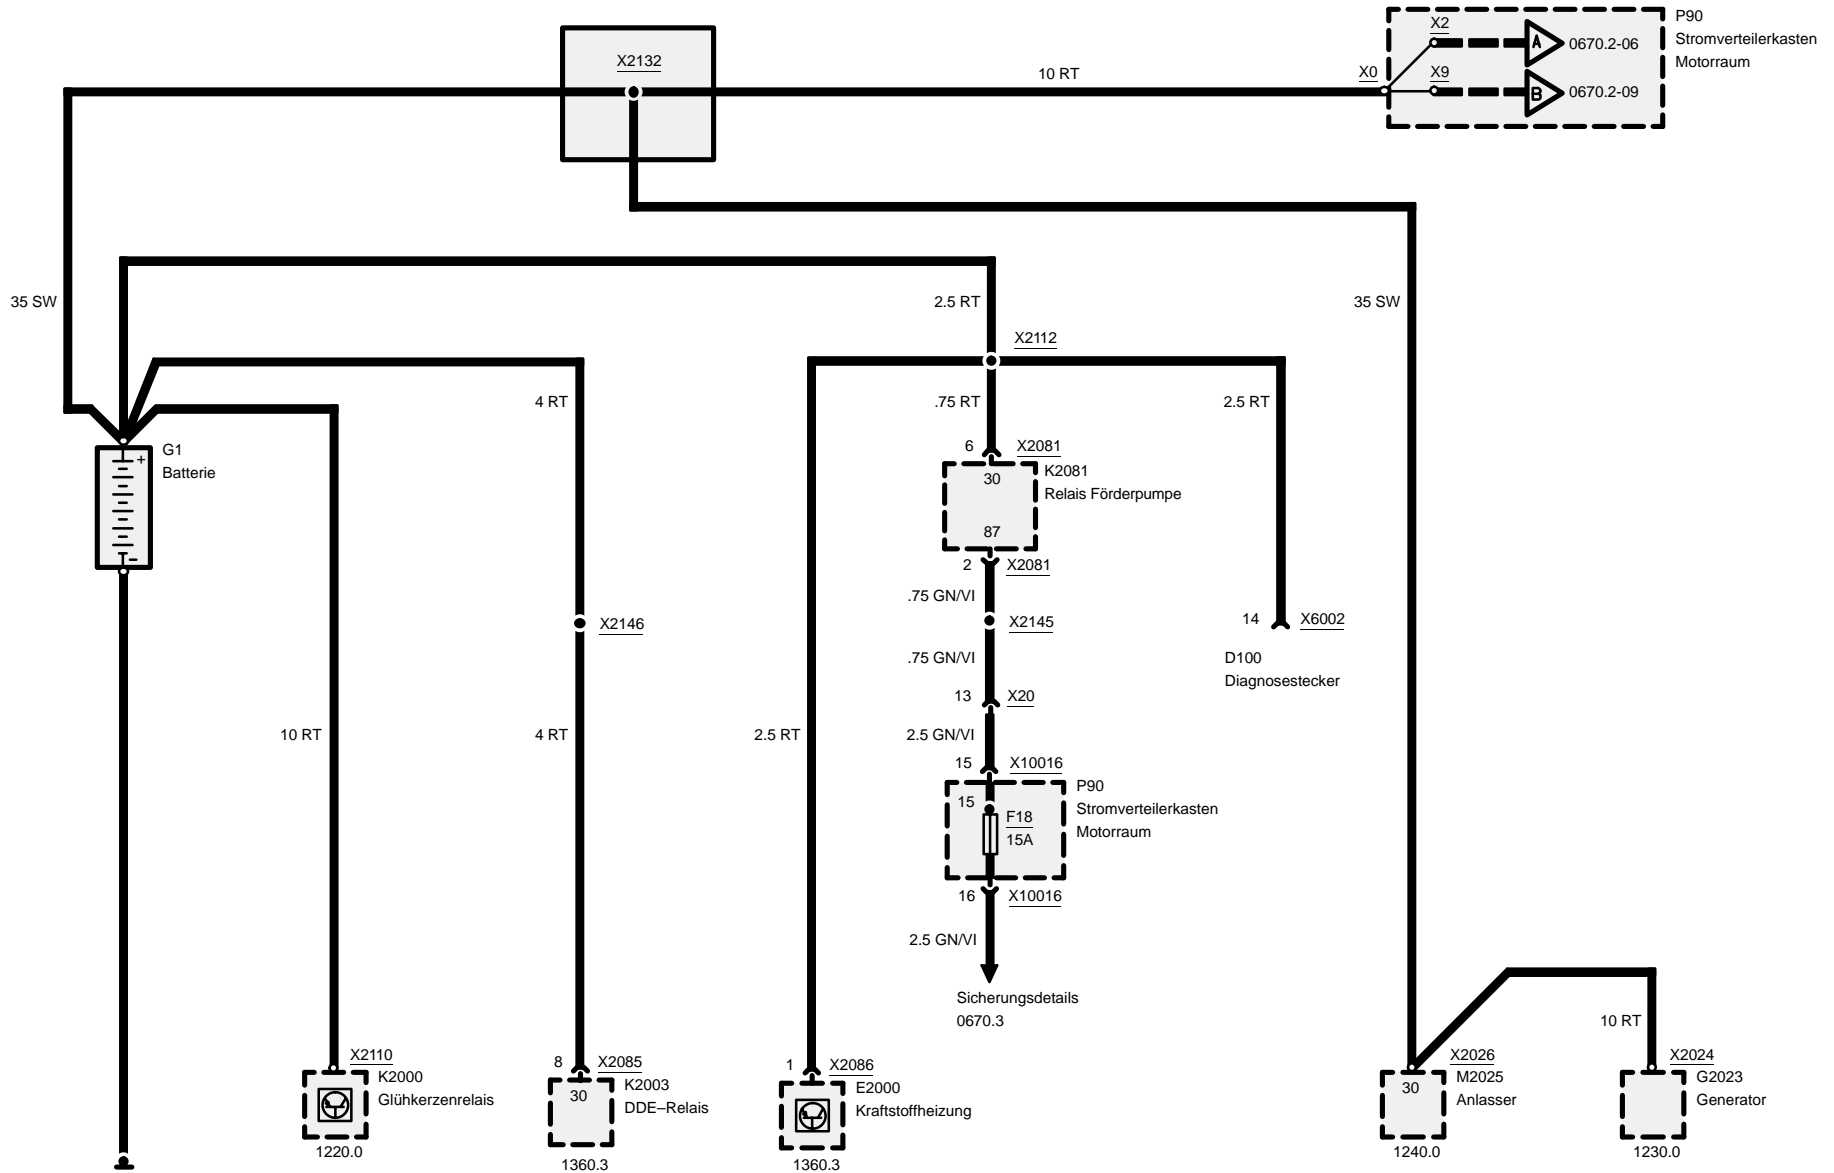 P90
X2
Stromverteilerkasten
A
0670.2-06
X2132
Motorraum
10 RT
X0
X9
B
0670.2-09
35 SW
2.5 RT
35 SW
X2112
4 RT
.75 RT
2.5 RT
6
X2081
G1
Batterie
+
-
30
K2081
Relais Förderpumpe
87
2
X2081
.75 GN/VI
X2146
X2145
14
X6002
.75 GN/VI
D100
Diagnosestecker
13
X20
10 RT
4 RT
2.5 RT
2.5 GN/VI
15
X10016
P90
Stromverteilerkasten
Motorraum
15
F18
15A
16
X10016
2.5 GN/VI
Sicherungsdetails
0670.3
10 RT
X2110
K2000
Glühkerzenrelais
1220.0
8
X2085
30
K2003
DDE–Relais
1360.3
1
X2086
E2000
Kraftstoffheizung
1360.3
X2026
30
M2025
Anlasser
1240.0
X2024
G2023
Generator
1230.0